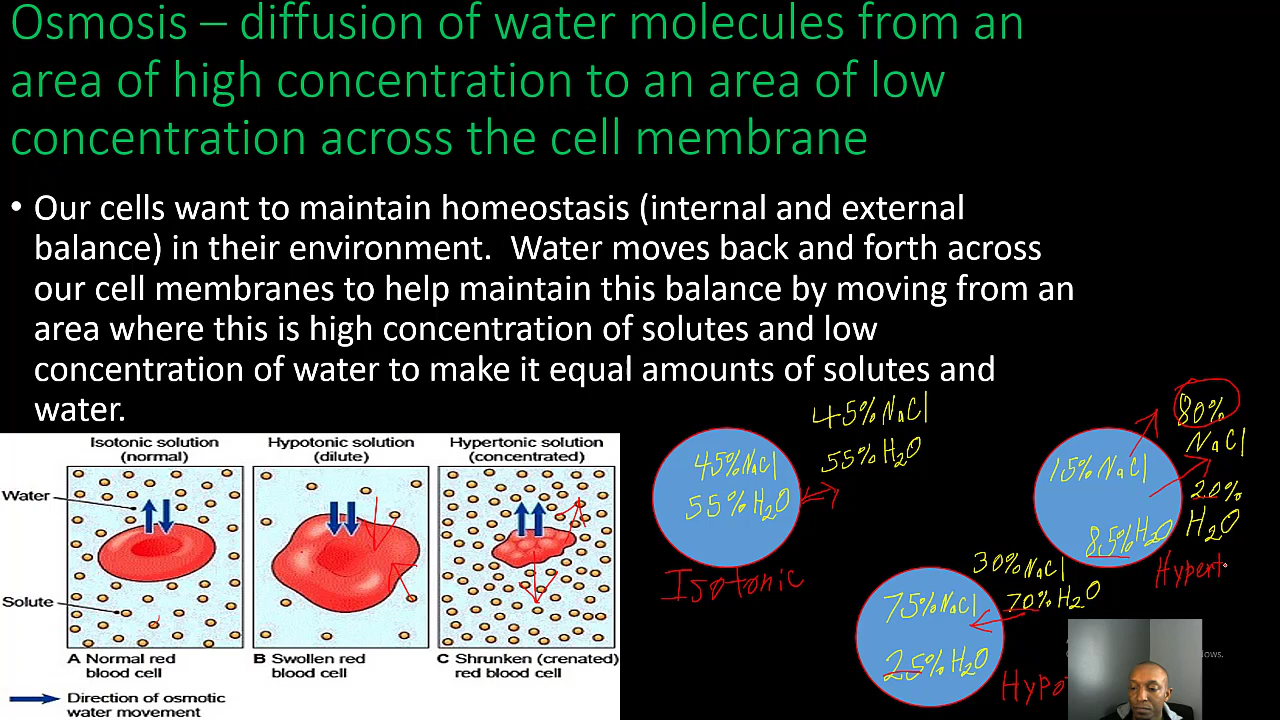 Osmosis – diffusion of water molecules from an
area of high concentration to an area of low
concentration across the cell membrane
• Our cells want to maintain homeostasis (internal and external
balance) in their environment. Water moves back and forth across
our cell membranes to help maintain this balance by moving from an
area where this is high concentration of solutes and low
concentration of water to make it equal amounts of solutes and
water.
Isotonic solution
(normal)
Hypotonic solution
(dilute)
Hypertonic solution
(concentrated)
Water
Solute
A Normal red
blood cell
B Swollen red
blood cell
C Shrunken (crenated)
red blood cell
Direction of osmotic
water movement
45% NaCl
55% H2O
45% NaCl
55% H2O
Isotonic
75% NaCl
25% H2O
30% NaCl
70% H2O
Hypo
15% NaCl
85% H2O
80%
NaCl
20%
H2O
Hypert